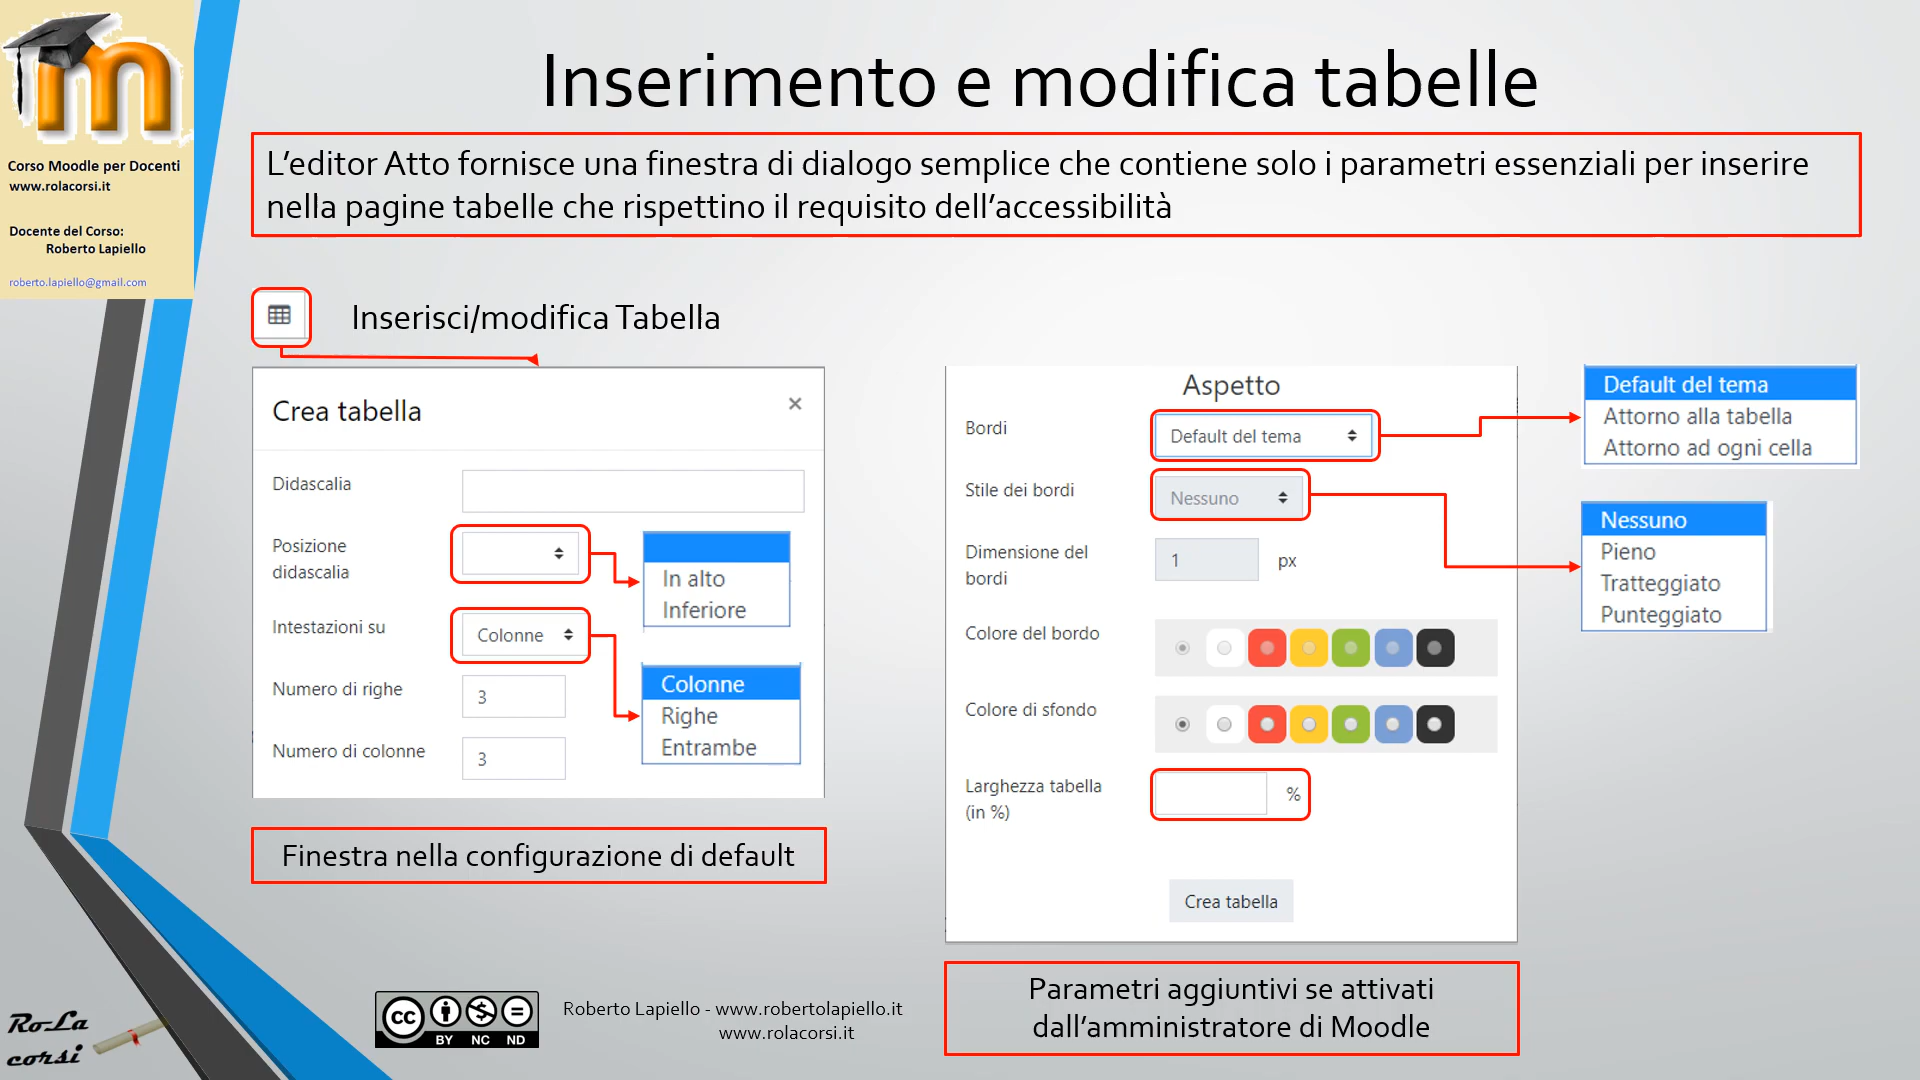 Inserimento e modifica tabelle
L'editor Atto fornisce una finestra di dialogo semplice che contiene solo i parametri essenziali per inserire
nella pagine tabelle che rispettino il requisito dell'accessibilità
m
Corso Moodle per Docenti
www.rolacorsi.it
Docente del Corso:
Roberto Lapiello
roberto.lapiello@gmail.com
Inserisci/modifica Tabella
Crea tabella
×
Didascalia
Posizione
didascalia
In alto
Inferiore
Intestazioni su
Colonne
Colonne
Righe
Entrambe
Numero di righe
3
Numero di colonne
3
Finestra nella configurazione di default
Aspetto
Bordi
Default del tema
Default del tema
Attorno alla tabella
Attorno ad ogni cella
Stile dei bordi
Nessuno
Nessuno
Pieno
Tratteggiato
Punteggiato
Dimensione del
bordi
1
px
Colore del bordo
Colore di sfondo
Larghezza tabella
(in %)
%
Crea tabella
Parametri aggiuntivi se attivati
dall'amministratore di Moodle
Ro.La
corsi
cc
BY NC ND
Roberto Lapiello - www.robertolapiello.it
www.rolacorsi.it